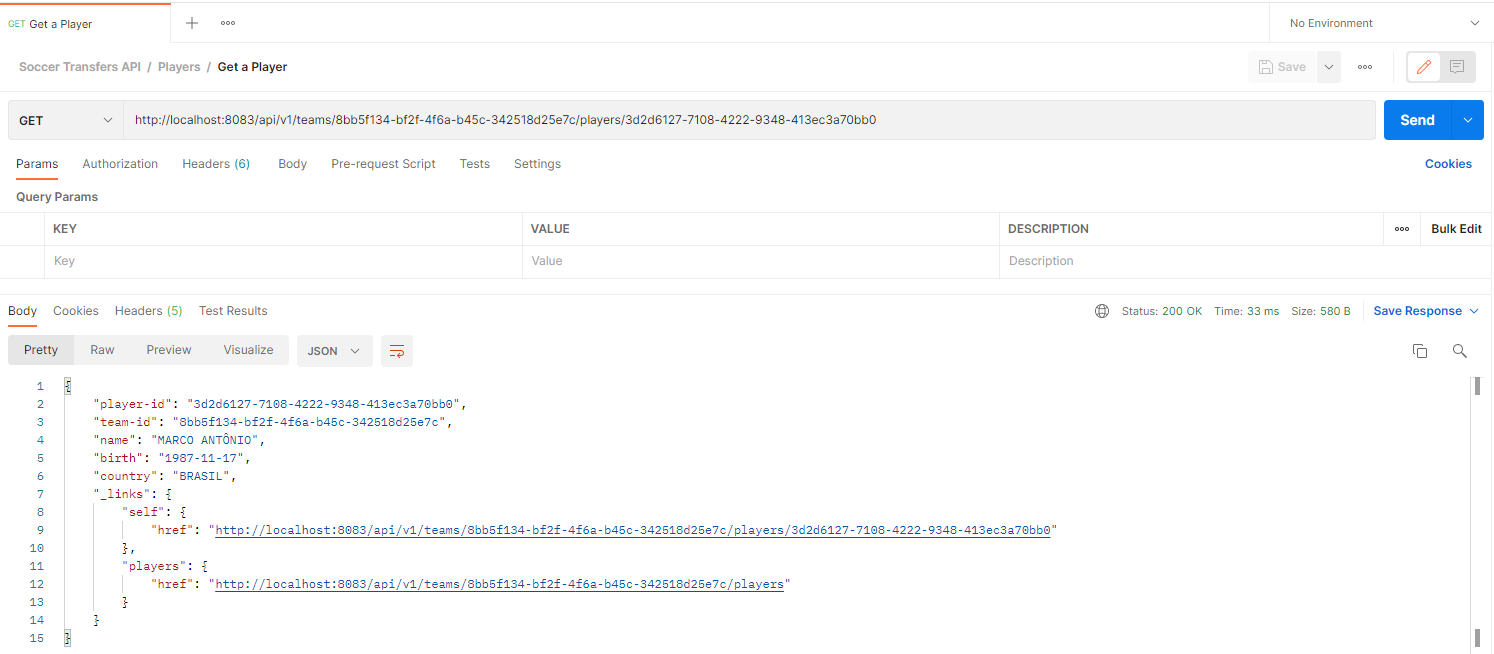 GET Get a Player
No Environment
Soccer Transfers API / Players / Get a Player
Save
GET http://localhost:8083/api/v1/teams/8bb5f134-bf2f-4f6a-b45c-342518d25e7c/players/3d2d6127-7108-4222-9348-413ec3a70bb0 Send
Params Authorization Headers (6) Body Pre-request Script Tests Settings Cookies
Query Params
KEY VALUE DESCRIPTION Bulk Edit
Key Value Description
Body Cookies Headers (5) Test Results Status: 200 OK Time: 33 ms Size: 580 B Save Response
Pretty Raw Preview Visualize JSON
1 {
2 "player-id": "3d2d6127-7108-4222-9348-413ec3a70bb0",
3 "team-id": "8bb5f134-bf2f-4f6a-b45c-342518d25e7c",
4 "name": "MARCO ANTÔNIO",
5 "birth": "1987-11-17",
6 "country": "BRASIL",
7 "_links": {
8 "self": {
9 "href": "http://localhost:8083/api/v1/teams/8bb5f134-bf2f-4f6a-b45c-342518d25e7c/players/3d2d6127-7108-4222-9348-413ec3a70bb0"
10 },
11 "players": {
12 "href": "http://localhost:8083/api/v1/teams/8bb5f134-bf2f-4f6a-b45c-342518d25e7c/players"
13 }
14 }
15 }